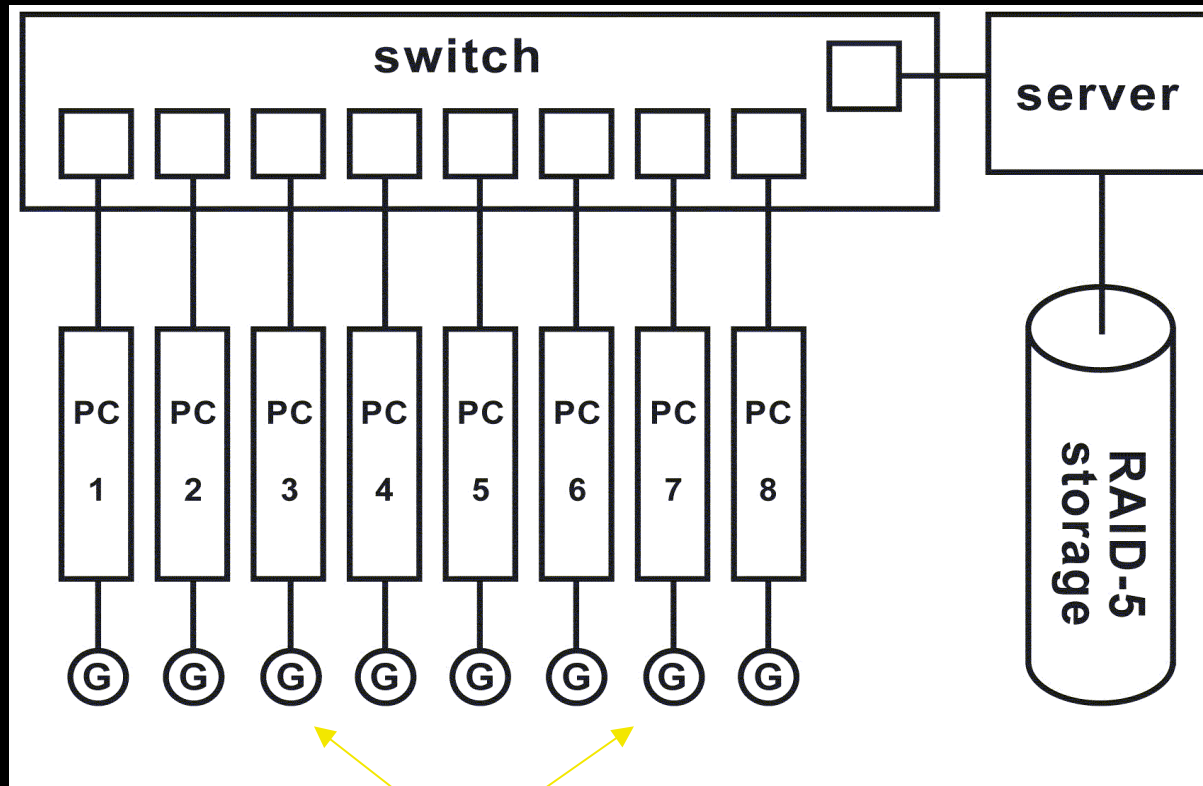 switch
server
PC PC PC PC PC PC PC PC
1 2 3 4 5 6 7 8
RAID-5
storage
G G G G G G G G